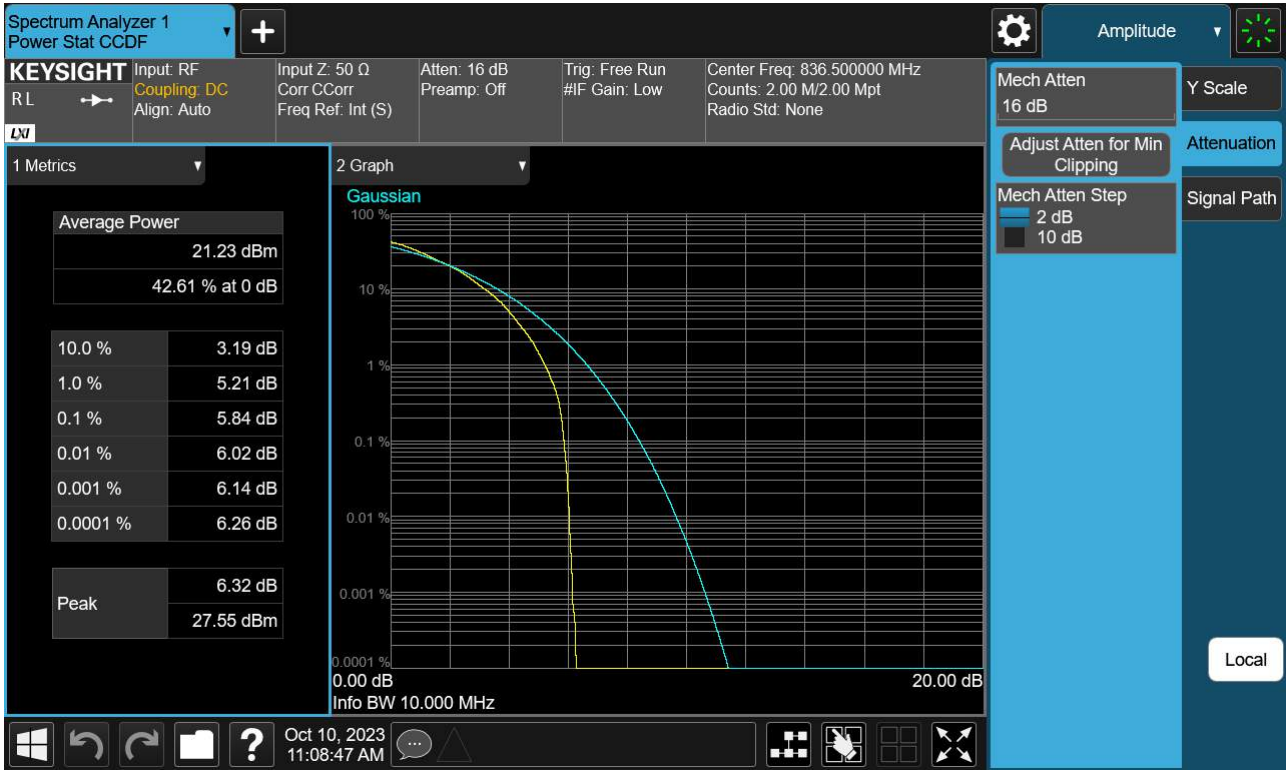 Spectrum Analyzer 1
Power Stat CCDF
Amplitude
KEYSIGHT
R L
LXI
Input: RF
Coupling: DC
Align: Auto
Input Z: 50 Ω
Corr CCorr
Freq Ref: Int (S)
Atten: 16 dB
Preamp: Off
Trig: Free Run
#IF Gain: Low
Center Freq: 836.500000 MHz
Counts: 2.00 M/2.00 Mpt
Radio Std: None
Mech Atten
16 dB
Adjust Atten for Min
Clipping
Mech Atten Step
2 dB
10 dB
Y Scale
Attenuation
Signal Path
Local
1 Metrics
Average Power
21.23 dBm
42.61 % at 0 dB
10.0 % 3.19 dB
1.0 % 5.21 dB
0.1 % 5.84 dB
0.01 % 6.02 dB
0.001 % 6.14 dB
0.0001 % 6.26 dB
Peak 6.32 dB
27.55 dBm
2 Graph
Gaussian
100 %
10 %
1 %
0.1 %
0.01 %
0.001 %
0.0001 %
0.00 dB 20.00 dB
Info BW 10.000 MHz
?
Oct 10, 2023
11:08:47 AM